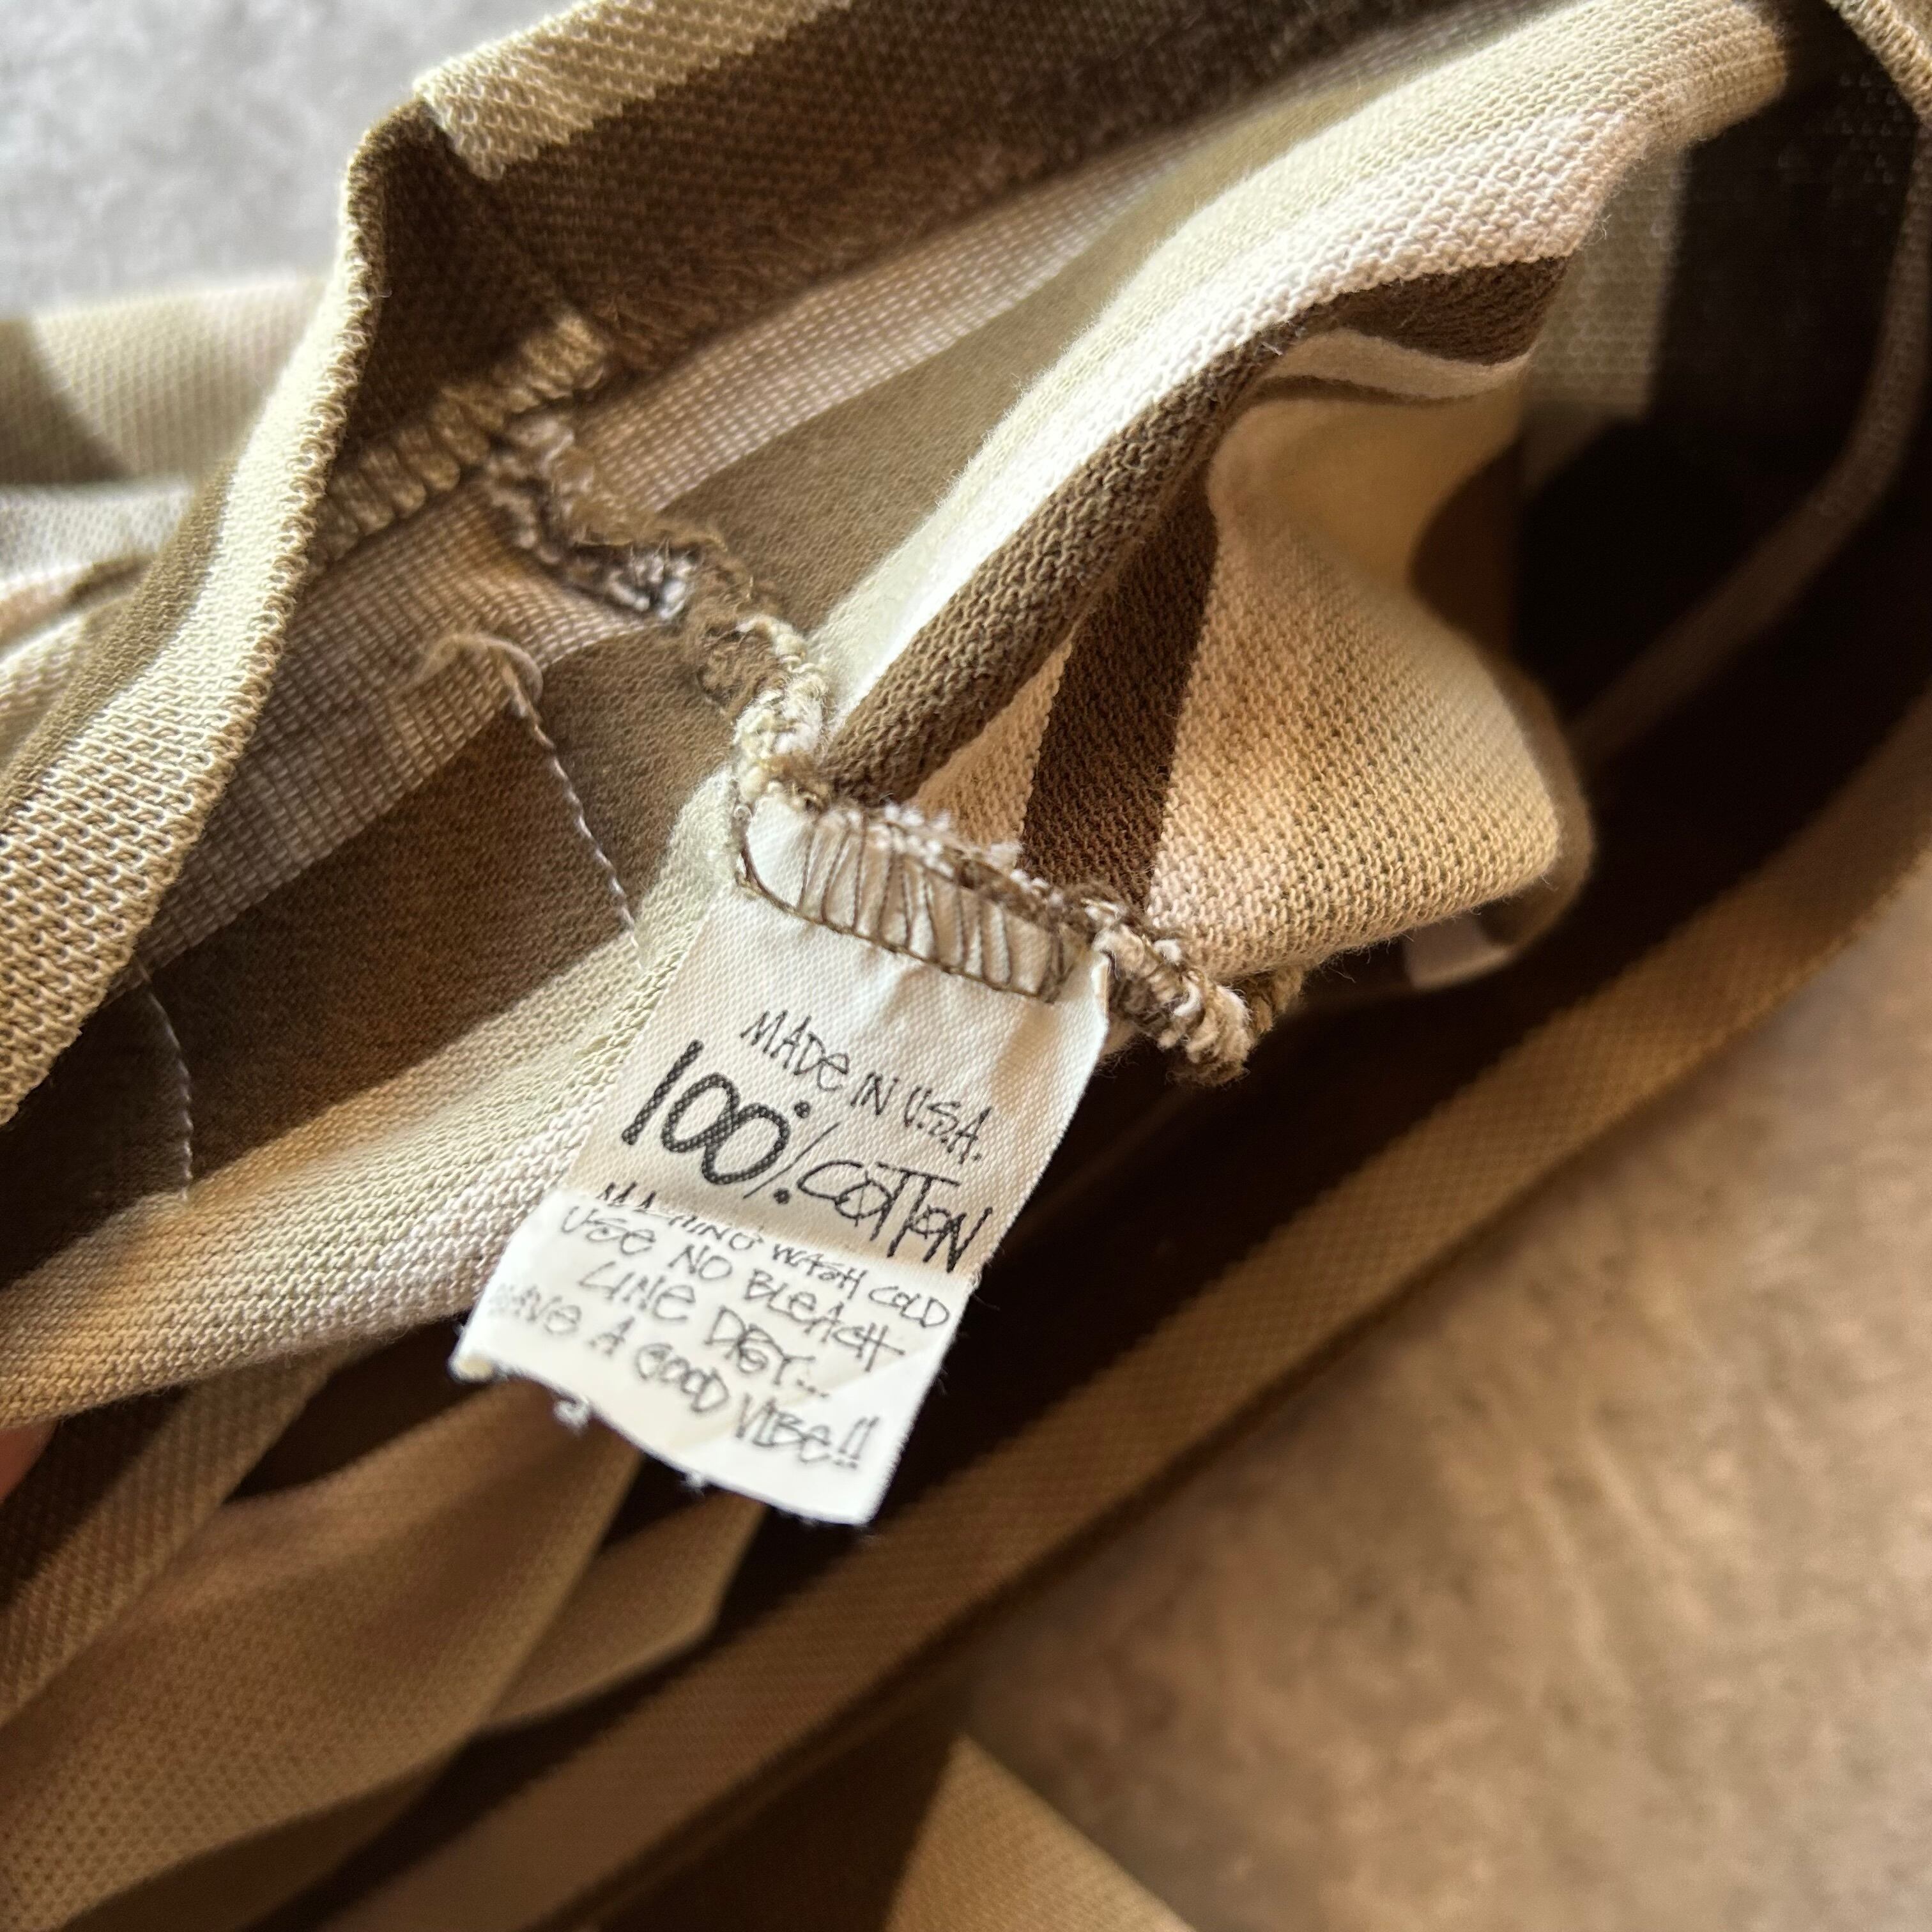 MADE IN U.S.A.
100% COTTON
MACHINE WASH COLD
USE NO BLEACH
LINE DRY...
HAVE A GOOD VIBE!!